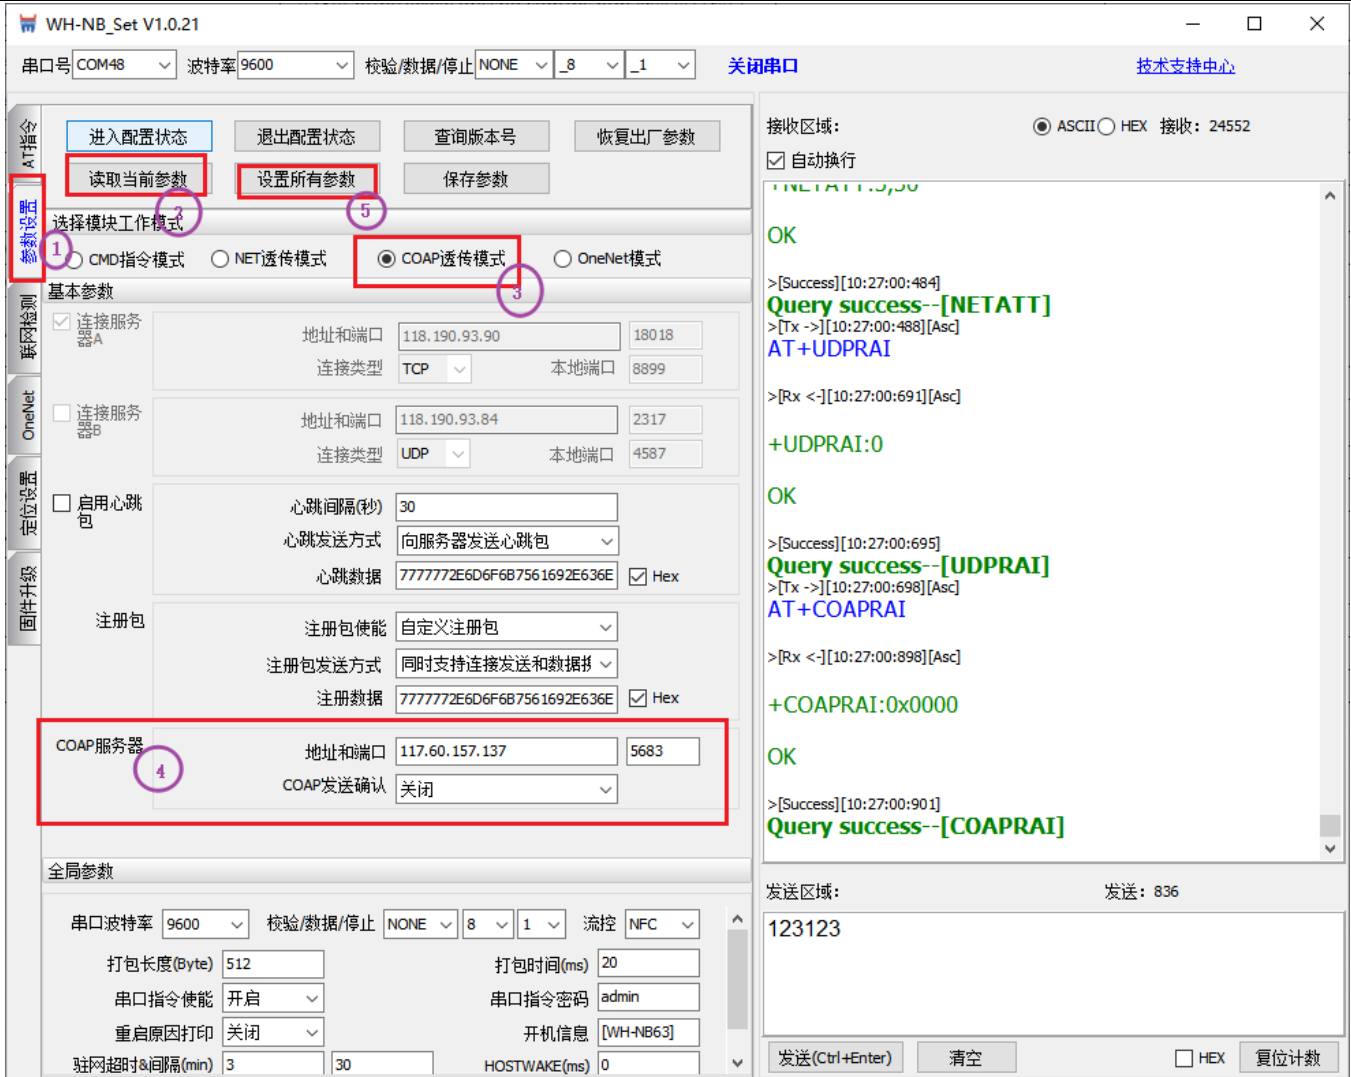 WH-NB_Set V1.0.21
串口号 COM48 波特率 9600 校验/数据/停止 NONE _8 _1 关闭串口 技术支持中心
AT指令
参数设置
联网检测
OneNet
定位设置
固件升级
进入配置状态 退出配置状态 查询版本号 恢复出厂参数
读取当前参数 设置所有参数 保存参数
2 5
选择模块工作模式
1
CMD指令模式 NET透传模式 COAP透传模式 OneNet模式
3
基本参数
连接服务器A
地址和端口 118.190.93.90 18018
连接类型 TCP 本地端口 8899
连接服务器B
地址和端口 118.190.93.84 2317
连接类型 UDP 本地端口 4587
启用心跳包
心跳间隔(秒) 30
心跳发送方式 向服务器发送心跳包
心跳数据 7777772E6D6F6B7561692E636E Hex
注册包
注册包使能 自定义注册包
注册包发送方式 同时支持连接发送和数据
注册数据 7777772E6D6F6B7561692E636E Hex
COAP服务器
4
地址和端口 117.60.157.137 5683
COAP发送确认 关闭
全局参数
串口波特率 9600 校验/数据/停止 NONE 8 1 流控 NFC
打包长度(Byte) 512 打包时间(ms) 20
串口指令使能 开启 串口指令密码 admin
重启原因打印 关闭 开机信息 [WH-NB63]
驻网超时&间隔(min) 3 30 HOSTWAKE(ms) 0
接收区域: ASCII HEX 接收: 24552
自动换行
OK
>[Success][10:27:00:484]
Query success--[NETATT]
>[Tx ->][10:27:00:488][Asc]
AT+UDPRAI
>[Rx <-][10:27:00:691][Asc]
+UDPRAI:0
OK
>[Success][10:27:00:695]
Query success--[UDPRAI]
>[Tx ->][10:27:00:698][Asc]
AT+COAPRAI
>[Rx <-][10:27:00:898][Asc]
+COAPRAI:0x0000
OK
>[Success][10:27:00:901]
Query success--[COAPRAI]
发送区域: 发送: 836
123123
发送(Ctrl+Enter) 清空 HEX 复位计数